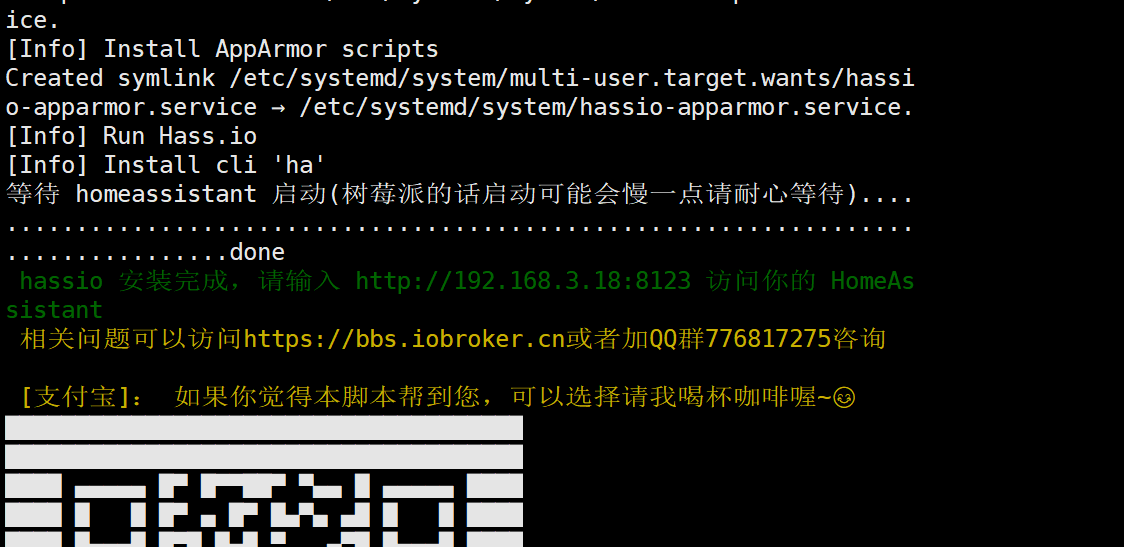 ice.
[Info] Install AppArmor scripts
Created symlink /etc/systemd/system/multi-user.target.wants/hassi
o-apparmor.service → /etc/systemd/system/hassio-apparmor.service.
[Info] Run Hass.io
[Info] Install cli 'ha'
等待 homeassistant 启动(树莓派的话启动可能会慢一点请耐心等待)....
.................................................................
................done
hassio 安装完成，请输入 http://192.168.3.18:8123 访问你的 HomeAs
sistant
相关问题可以访问https://bbs.iobroker.cn或者加QQ群776817275咨询
[支付宝]： 如果你觉得本脚本帮到您，可以选择请我喝杯咖啡喔~😊